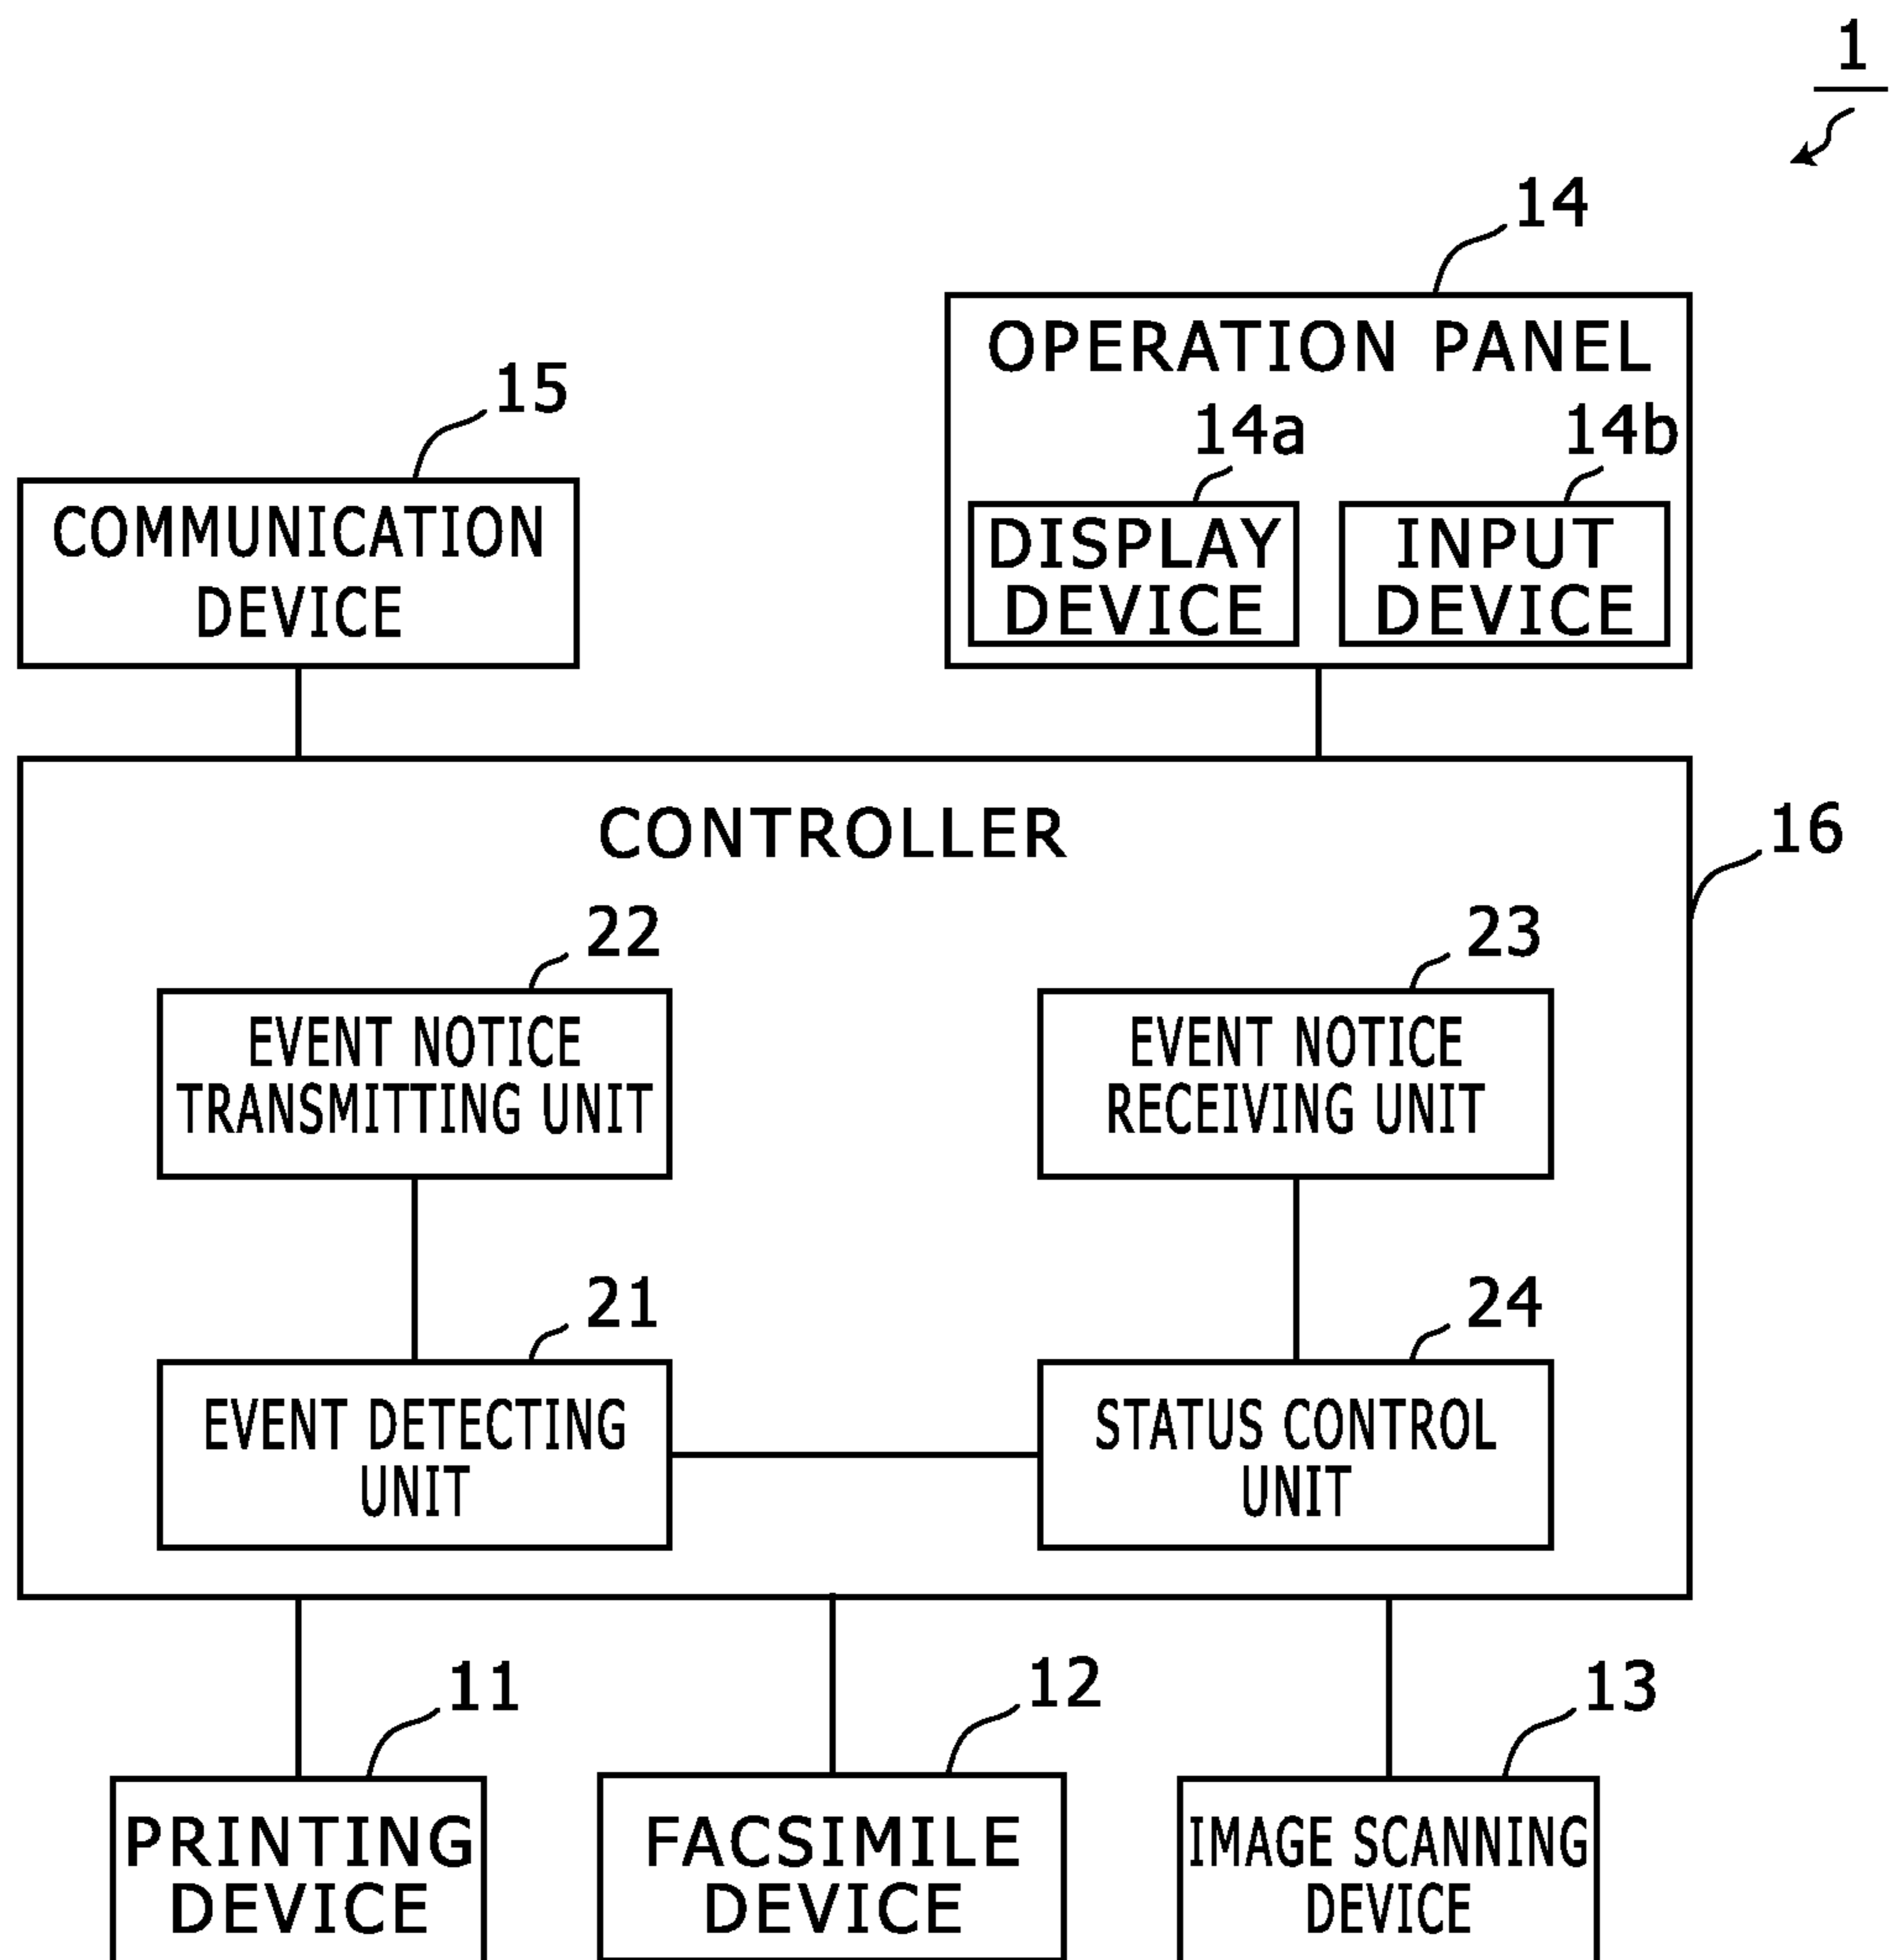 1
14
OPERATION PANEL
14a
14b
DISPLAY
DEVICE
INPUT
DEVICE
15
COMMUNICATION
DEVICE
CONTROLLER
16
22
EVENT NOTICE
TRANSMITTING UNIT
23
EVENT NOTICE
RECEIVING UNIT
21
EVENT DETECTING
UNIT
24
STATUS CONTROL
UNIT
11
PRINTING
DEVICE
12
FACSIMILE
DEVICE
13
IMAGE SCANNING
DEVICE